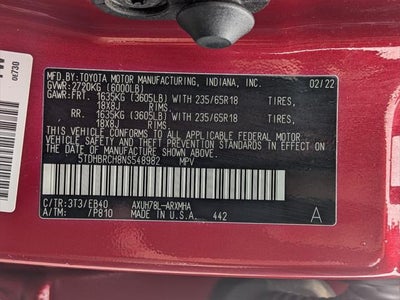 MFD.BY:TOYOTA MOTOR MANUFACTURING, INDIANA, INC. 02/22
GVWR:2720KG (6000LB)
GAWR:FRT. 1635KG (3605LB) WITH 235/65R18 TIRES,
18X8J RIMS
RR. 1635KG (3605LB) WITH 235/65R18 TIRES,
18X8J RIMS
THIS VEHICLE CONFORMS TO ALL APPLICABLE FEDERAL MOTOR
VEHICLE SAFETY AND BUMPER STANDARDS IN EFFECT ON THE DATE
OF MANUFACTURE SHOWN ABOVE.
5TDHBRCH8NS548982 MPV
C/TR:3T3/EB40 AXUH78L-ARXMHA
A/TM: /P810 MADE IN U.S.A. 442 A
0E73D